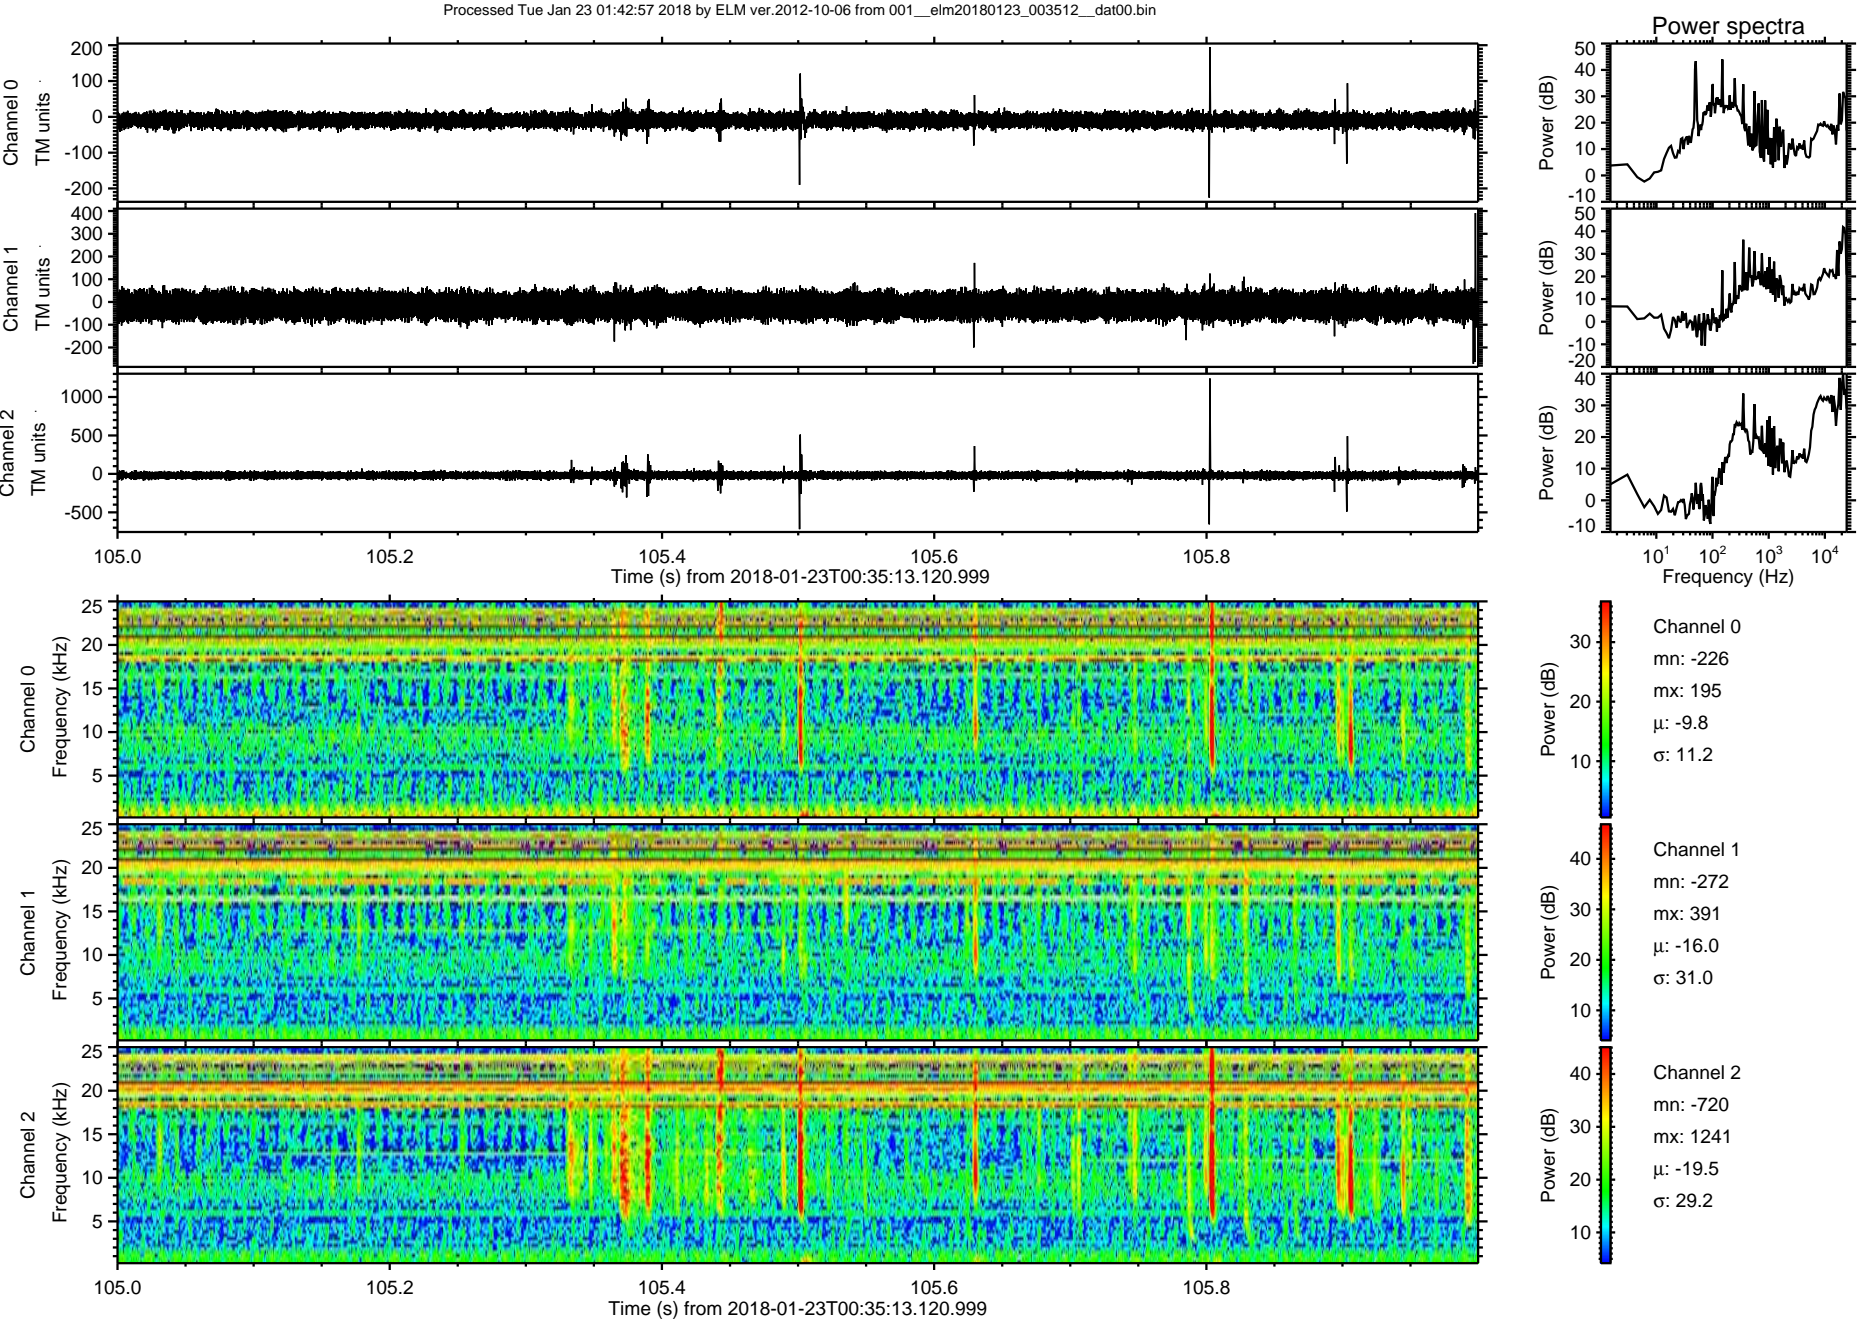 Processed Tue Jan 23 01:42:57 2018 by ELM ver.2012-10-06 from 001__elm20180123_003512__dat00.bin
Power spectra
Channel 0
TM units
200
100
0
-100
-200
Power (dB)
50
40
30
20
10
0
-10
Channel 1
TM units
400
300
200
100
0
-100
-200
Power (dB)
50
40
30
20
10
0
-10
-20
Channel 2
TM units
1000
500
0
-500
Power (dB)
40
30
20
10
0
-10
105.0 105.2 105.4 105.6 105.8
Time (s) from 2018-01-23T00:35:13.120.999
10¹ 10² 10³ 10⁴
Frequency (Hz)
Channel 0
Frequency (kHz)
25
20
15
10
5
Power (dB)
30
20
10
Channel 0
mn: -226
mx: 195
μ: -9.8
σ: 11.2
Channel 1
Frequency (kHz)
25
20
15
10
5
Power (dB)
40
30
20
10
Channel 1
mn: -272
mx: 391
μ: -16.0
σ: 31.0
Channel 2
Frequency (kHz)
25
20
15
10
5
Power (dB)
40
30
20
10
Channel 2
mn: -720
mx: 1241
μ: -19.5
σ: 29.2
105.0 105.2 105.4 105.6 105.8
Time (s) from 2018-01-23T00:35:13.120.999